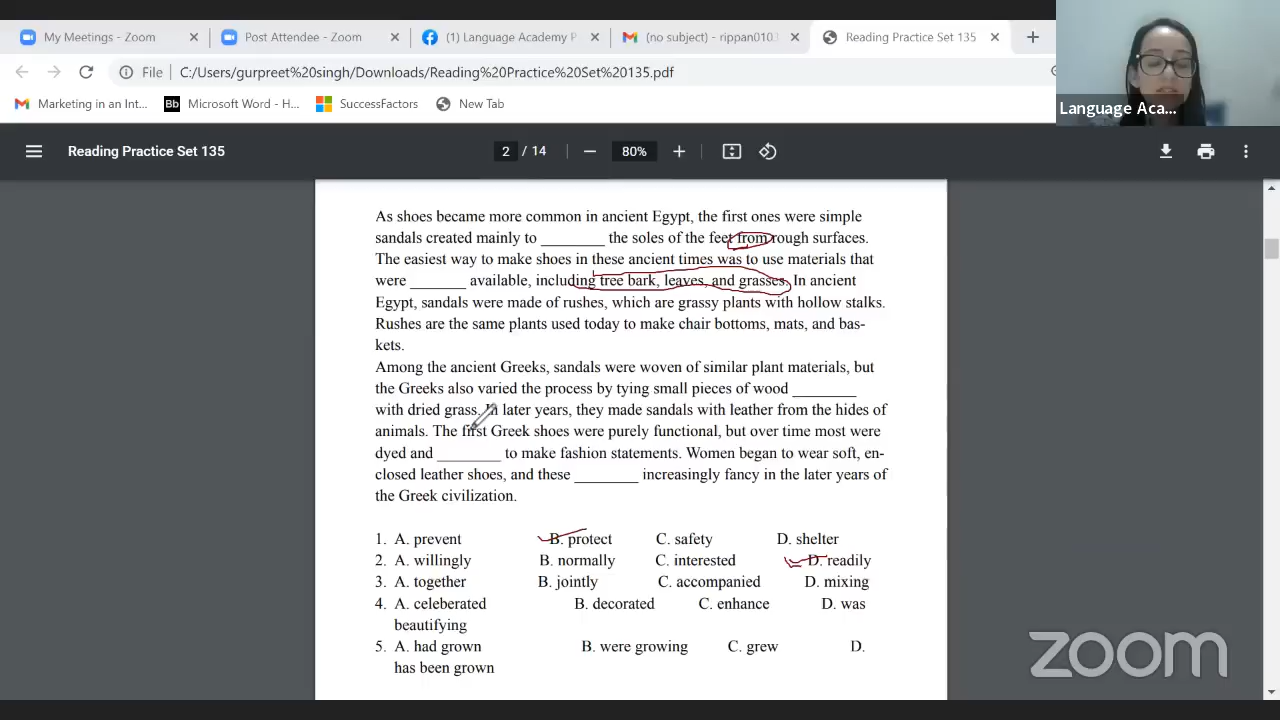 My Meetings - Zoom
Post Attendee - Zoom
(1) Language Academy P
(no subject) - rippan010
Reading Practice Set 135
File
C:/Users/gurpreet%20singh/Downloads/Reading%20Practice%20Set%20135.pdf
Marketing in an Int...
Bb Microsoft Word - H...
SuccessFactors
New Tab
Language Aca...
Reading Practice Set 135
2 / 14
80%
As shoes became more common in ancient Egypt, the first ones were simple
sandals created mainly to ________ the soles of the feet from rough surfaces.
The easiest way to make shoes in these ancient times was to use materials that
were _______ available, including tree bark, leaves, and grasses. In ancient
Egypt, sandals were made of rushes, which are grassy plants with hollow stalks.
Rushes are the same plants used today to make chair bottoms, mats, and bas-
kets.
Among the ancient Greeks, sandals were woven of similar plant materials, but
the Greeks also varied the process by tying small pieces of wood ________
with dried grass. In later years, they made sandals with leather from the hides of
animals. The first Greek shoes were purely functional, but over time most were
dyed and ________ to make fashion statements. Women began to wear soft, en-
closed leather shoes, and these ________ increasingly fancy in the later years of
the Greek civilization.
1. A. prevent B. protect C. safety D. shelter
2. A. willingly B. normally C. interested D. readily
3. A. together B. jointly C. accompanied D. mixing
4. A. celeberated B. decorated C. enhance D. was
beautifying
5. A. had grown B. were growing C. grew D.
has been grown
zoom